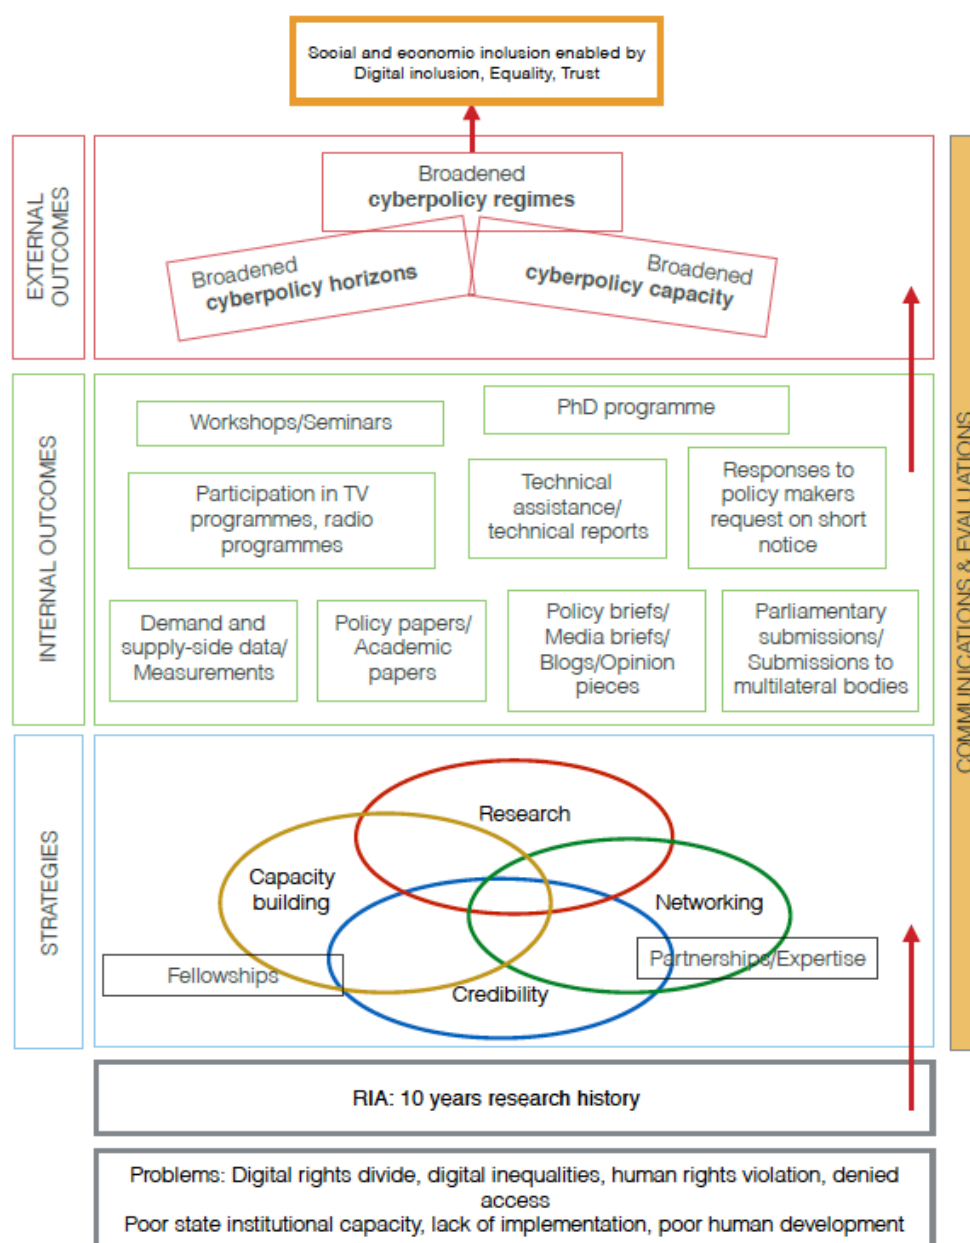 Social and economic inclusion enabled by
Digital inclusion, Equality, Trust
EXTERNAL
OUTCOMES
Broadened
cyberpolicy regimes
Broadened
cyberpolicy horizons
Broadened
cyberpolicy capacity
INTERNAL OUTCOMES
Workshops/Seminars
PhD programme
Participation in TV
programmes, radio
programmes
Technical
assistance/
technical reports
Responses to
policy makers
request on short
notice
Demand and
supply-side data/
Measurements
Policy papers/
Academic
papers
Policy briefs/
Media briefs/
Blogs/Opinion
pieces
Parliamentary
submissions/
Submissions to
multilateral bodies
COMMUNICATIONS & EVALUATIONS
STRATEGIES
Research
Capacity
building
Networking
Partnerships/Expertise
Fellowships
Credibility
RIA: 10 years research history
Problems: Digital rights divide, digital inequalities, human rights violation, denied
access
Poor state institutional capacity, lack of implementation, poor human development